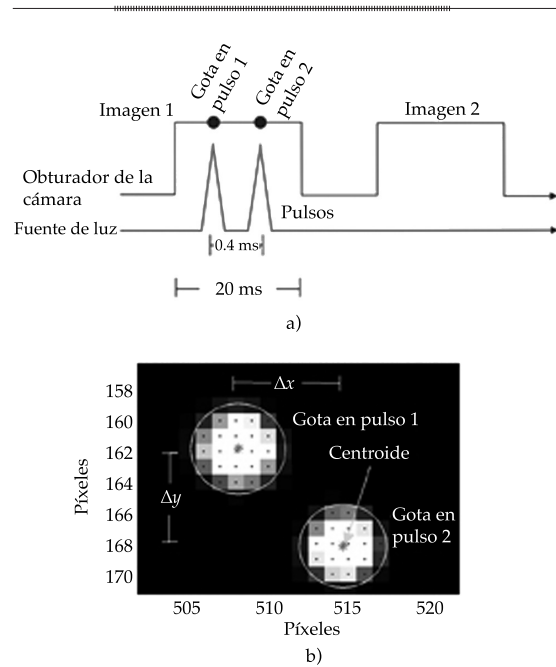 Gota en
pulso 1
Gota en
pulso 2
Imagen 1
Imagen 2
Obturador de la
cámara
Pulsos
Fuente de luz
0.4 ms
20 ms
a)
Δx
158
160
162
164
166
168
170
Píxeles
Gota en pulso 1
Centroide
Δy
Gota en
pulso 2
505
510
515
520
Píxeles
b)